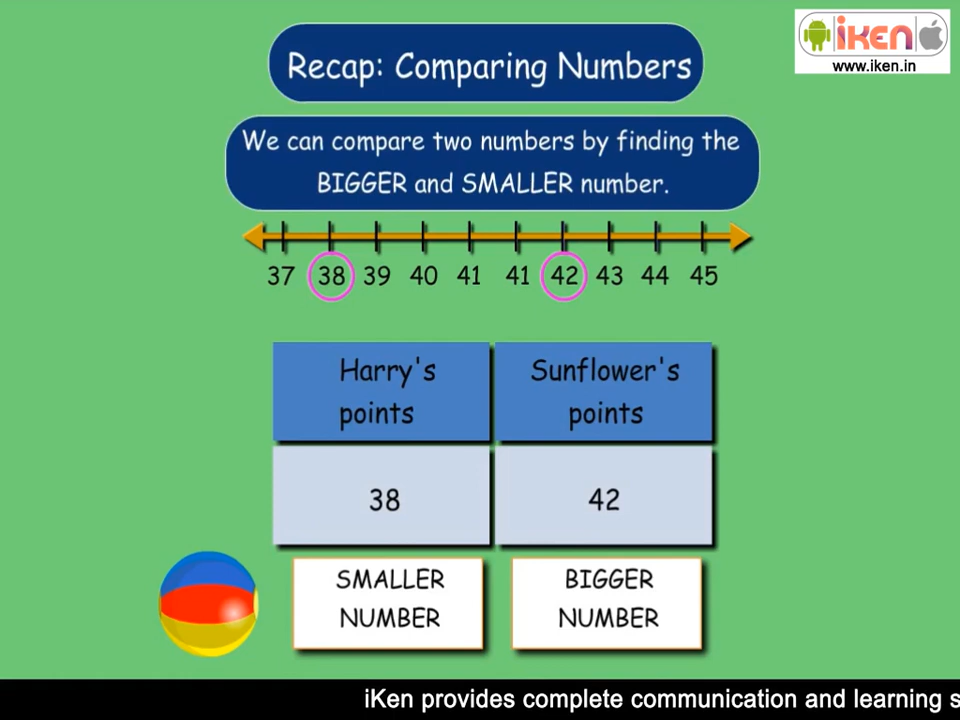 iKEN
www.iken.in
Recap: Comparing Numbers
We can compare two numbers by finding the
BIGGER and SMALLER number.
37 38 39 40 41 41 42 43 44 45
Harry's points
Sunflower's points
38 42
SMALLER NUMBER
BIGGER NUMBER
iKen provides complete communication and learning s